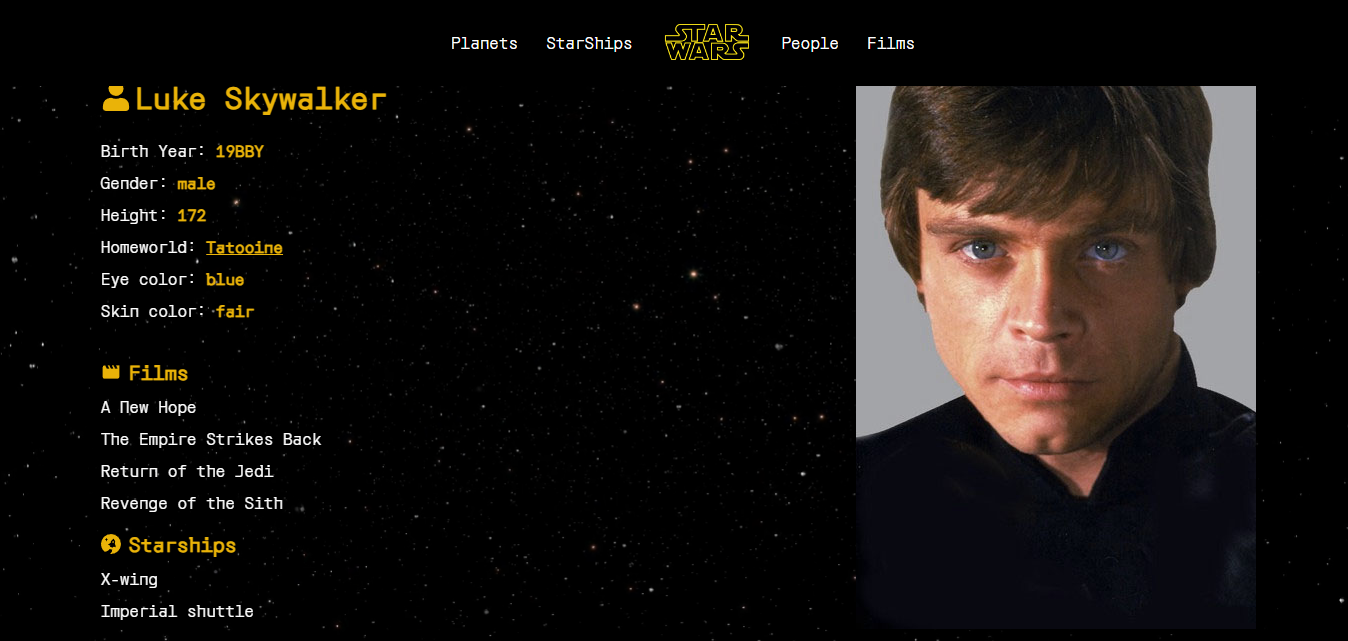 Planets StarShips STAR WARS People Films
Luke Skywalker
Birth Year: 19BBY
Gender: male
Height: 172
Homeworld: Tatooine
Eye color: blue
Skin color: fair
Films
A New Hope
The Empire Strikes Back
Return of the Jedi
Revenge of the Sith
Starships
X-wing
Imperial shuttle